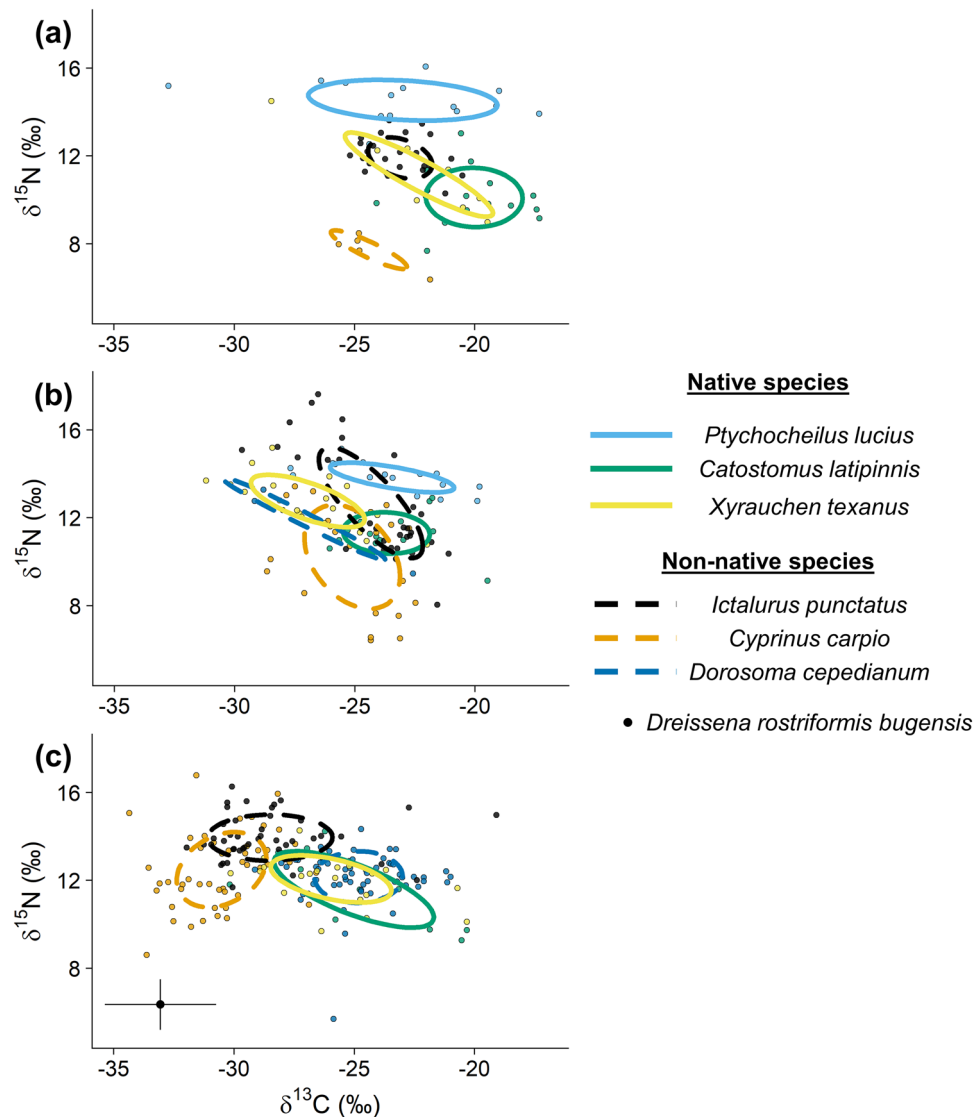 (a)
16
12
8
δ15N (‰)
-35 -30 -25 -20
(b)
16
12
8
δ15N (‰)
-35 -30 -25 -20
(c)
16
12
8
δ15N (‰)
-35 -30 -25 -20
δ13C (‰)
Native species
Ptychocheilus lucius
Catostomus latipinnis
Xyrauchen texanus
Non-native species
Ictalurus punctatus
Cyprinus carpio
Dorosoma cepedianum
Dreissena rostriformis bugensis